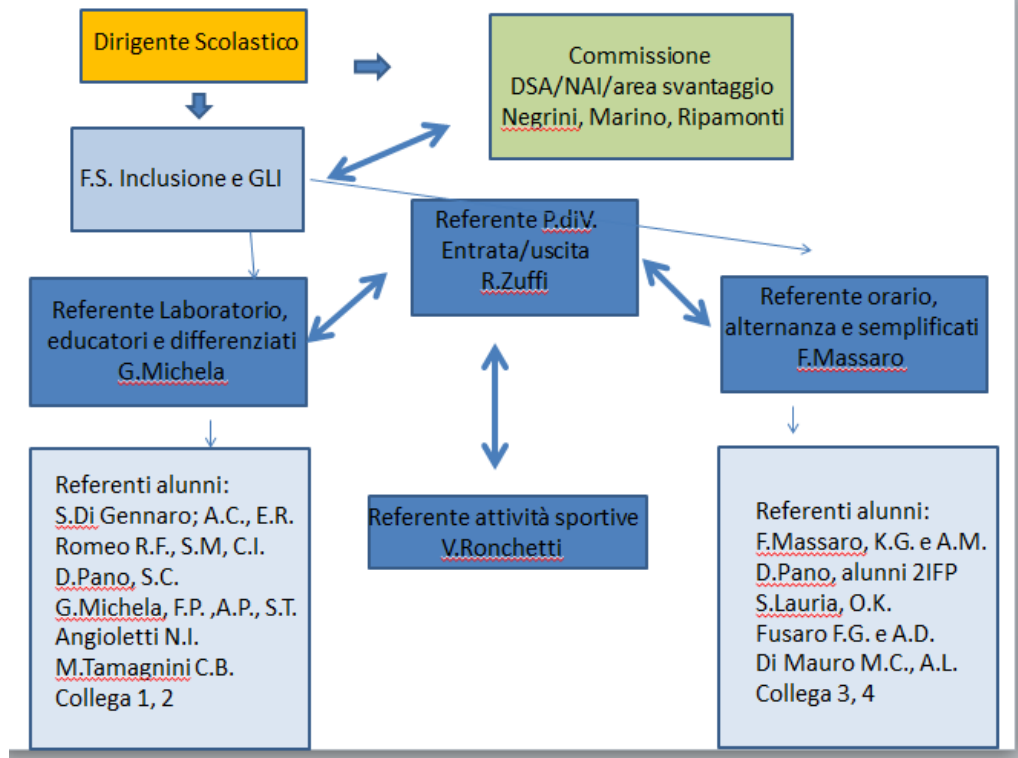 Dirigente Scolastico
Commissione
DSA/NAI/area svantaggio
Negrini, Marino, Ripamonti
F.S. Inclusione e GLI
Referente P.diV.
Entrata/uscita
R.Zuffi
Referente Laboratorio,
educatori e differenziati
G.Michela
Referente orario,
alternanza e semplificati
F.Massaro
Referenti alunni:
S.Di Gennaro; A.C., E.R.
Romeo R.F., S.M, C.I.
D.Pano, S.C.
G.Michela, F.P. ,A.P., S.T.
Angioletti N.I.
M.Tamagnini C.B.
Collega 1, 2
Referente attività sportive
V.Ronchetti
Referenti alunni:
F.Massaro, K.G. e A.M.
D.Pano, alunni 2IFP
S.Lauria, O.K.
Fusaro F.G. e A.D.
Di Mauro M.C., A.L.
Collega 3, 4